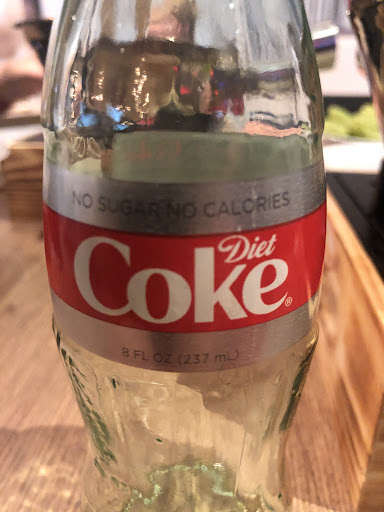 NO SUGAR NO CALORIES
Diet
Coke®
8 FL OZ (237 mL)